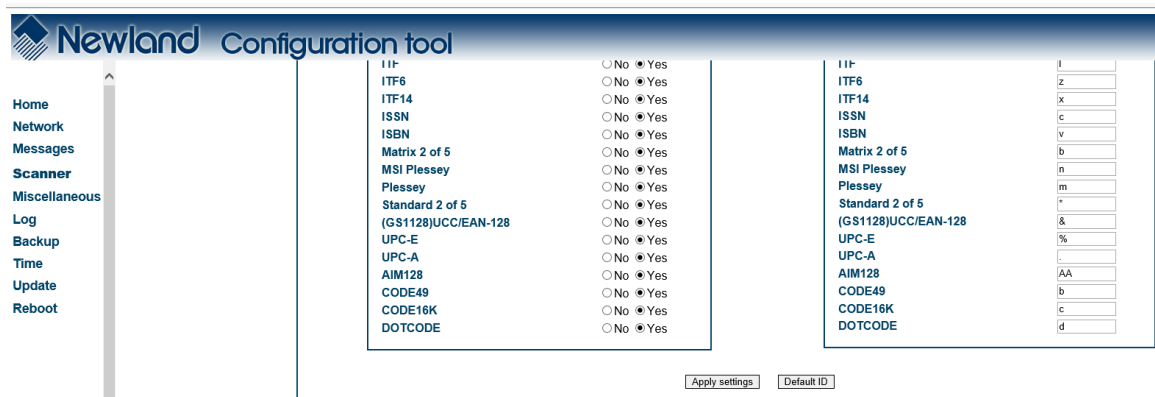 Newland Configuration tool
Home
Network
Messages
Scanner
Miscellaneous
Log
Backup
Time
Update
Reboot
ITF No Yes
ITF6 No Yes
ITF14 No Yes
ISSN No Yes
ISBN No Yes
Matrix 2 of 5 No Yes
MSI Plessey No Yes
Plessey No Yes
Standard 2 of 5 No Yes
(GS1128)UCC/EAN-128 No Yes
UPC-E No Yes
UPC-A No Yes
AIM128 No Yes
CODE49 No Yes
CODE16K No Yes
DOTCODE No Yes
ITF
ITF6 z
ITF14 x
ISSN c
ISBN v
Matrix 2 of 5 b
MSI Plessey n
Plessey m
Standard 2 of 5 *
(GS1128)UCC/EAN-128 &
UPC-E %
UPC-A .
AIM128 AA
CODE49 b
CODE16K c
DOTCODE d
Apply settings Default ID